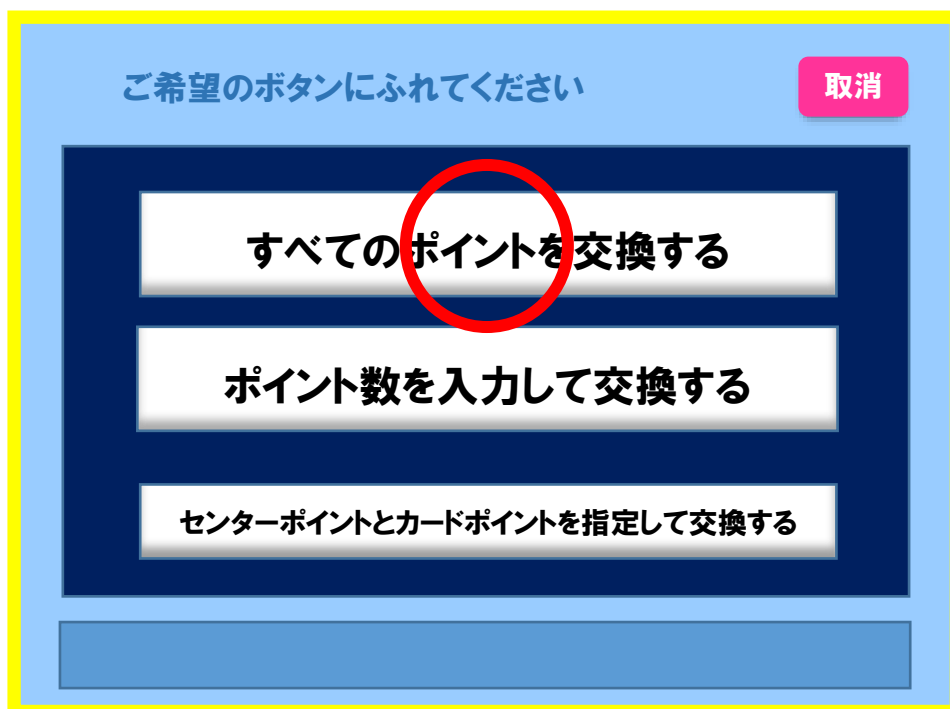 ご希望のボタンにふれてください
取消
すべてのポイントを交換する
ポイント数を入力して交換する
センターポイントとカードポイントを指定して交換する